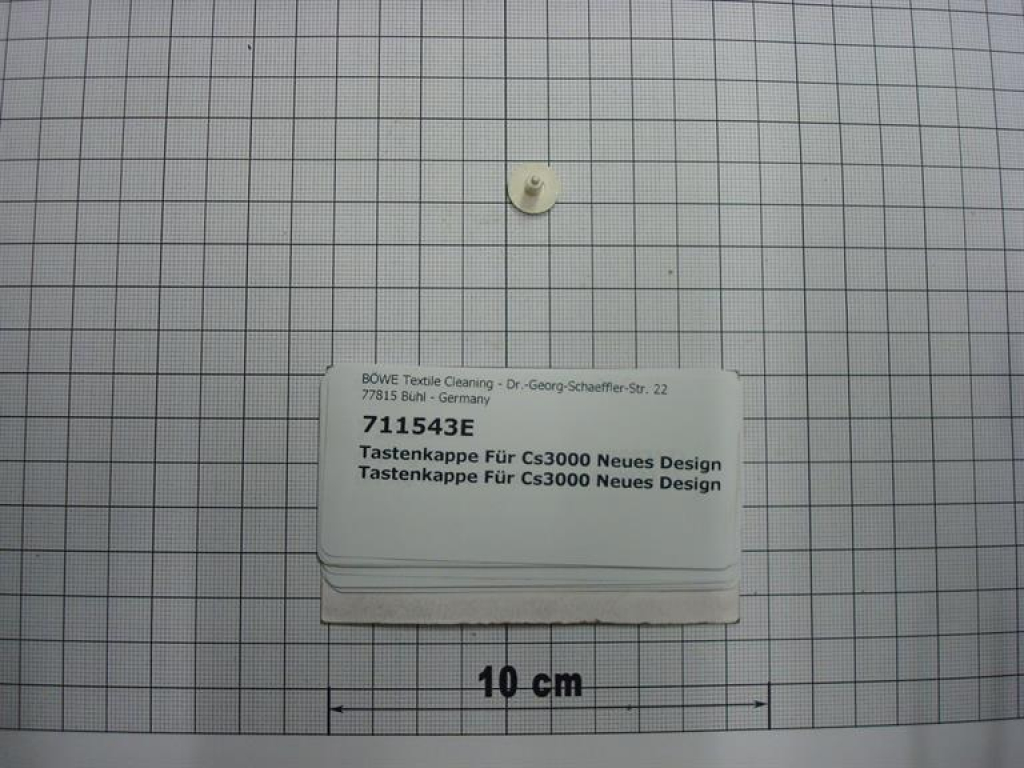 BÖWE Textile Cleaning - Dr.-Georg-Schaeffler-Str. 22
77815 Bühl - Germany
711543E
Tastenkappe Für Cs3000 Neues Design
Tastenkappe Für Cs3000 Neues Design
10 cm